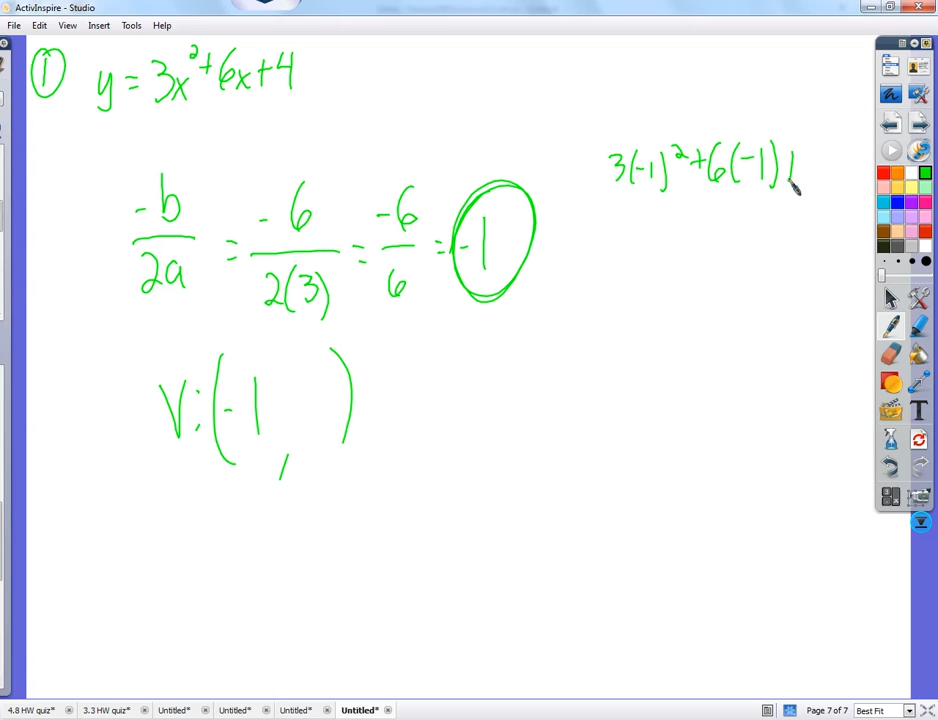 ActivInspire - Studio
File Edit View Insert Tools Help
① y = 3x²+6x+4
3(-1)²+6(-1)
-b/2a = -6/2(3) = -6/6 = -1
V: (-1 , )
4.8 HW quiz* 3.3 HW quiz* Untitled* Untitled* Untitled* Untitled* Page 7 of 7 Best Fit